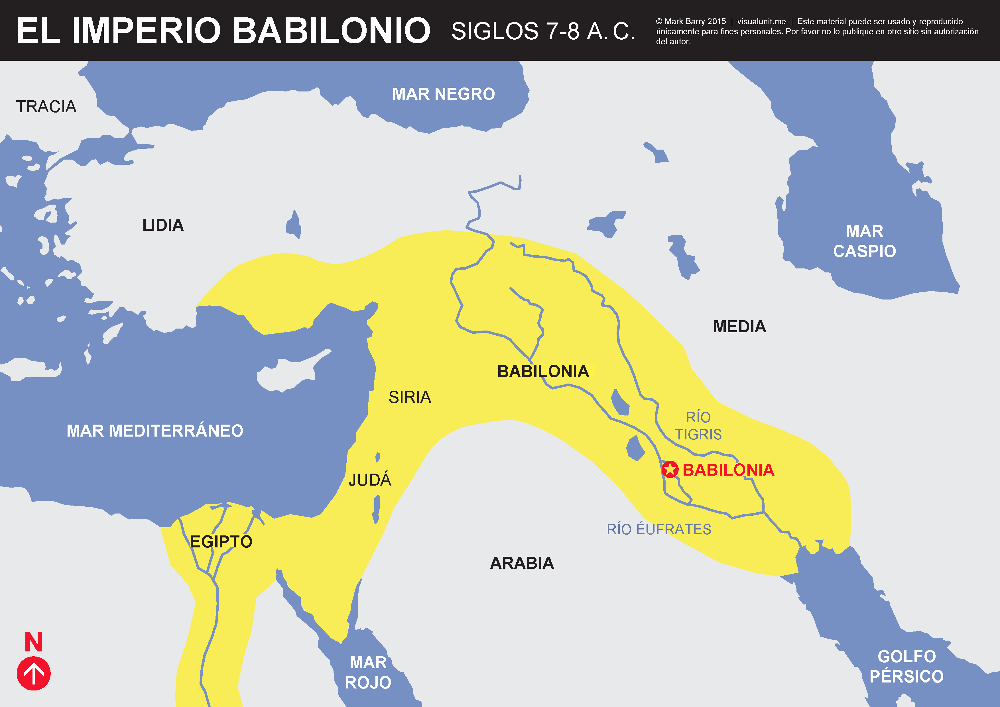 EL IMPERIO BABILONIO SIGLOS 7-8 A. C.
© Mark Barry 2015 | visualunit.me | Este material puede ser usado y reproducido
únicamente para fines personales. Por favor no lo publique en otro sitio sin autorización
del autor.
MAR NEGRO
TRACIA
LIDIA
MAR
CASPIO
MEDIA
BABILONIA
SIRIA
MAR MEDITERRÁNEO
RÍO
TIGRIS
BABILONIA
JUDÁ
RÍO ÉUFRATES
EGIPTO
ARABIA
N
MAR
ROJO
GOLFO
PÉRSICO